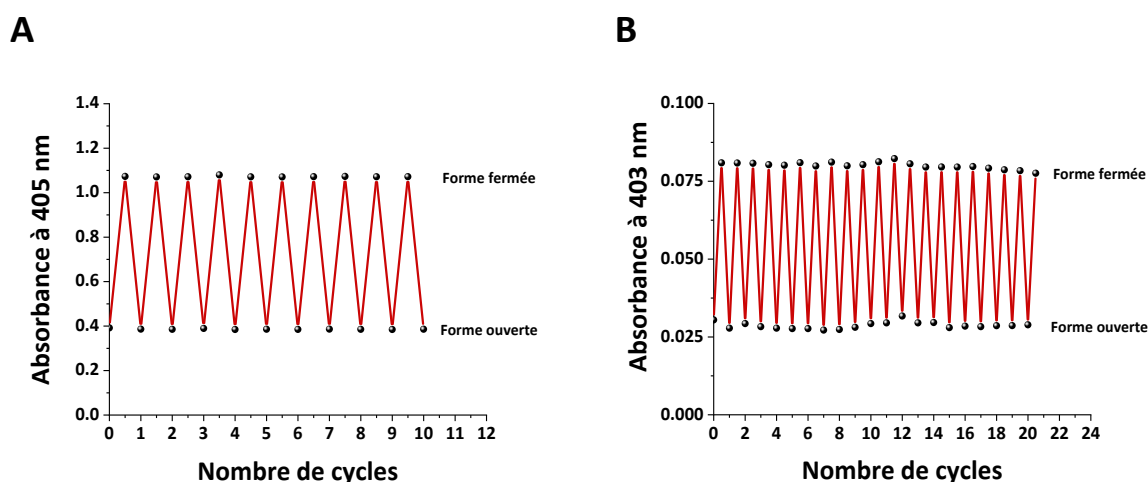 A
Absorbance à 405 nm
1.4
1.2
1.0
0.8
0.6
0.4
0.2
0.0
0 1 2 3 4 5 6 7 8 9 10 11 12
Nombre de cycles
Forme fermée
Forme ouverte
B
Absorbance à 403 nm
0.100
0.075
0.050
0.025
0.000
0 2 4 6 8 10 12 14 16 18 20 22 24
Nombre de cycles
Forme fermée
Forme ouverte